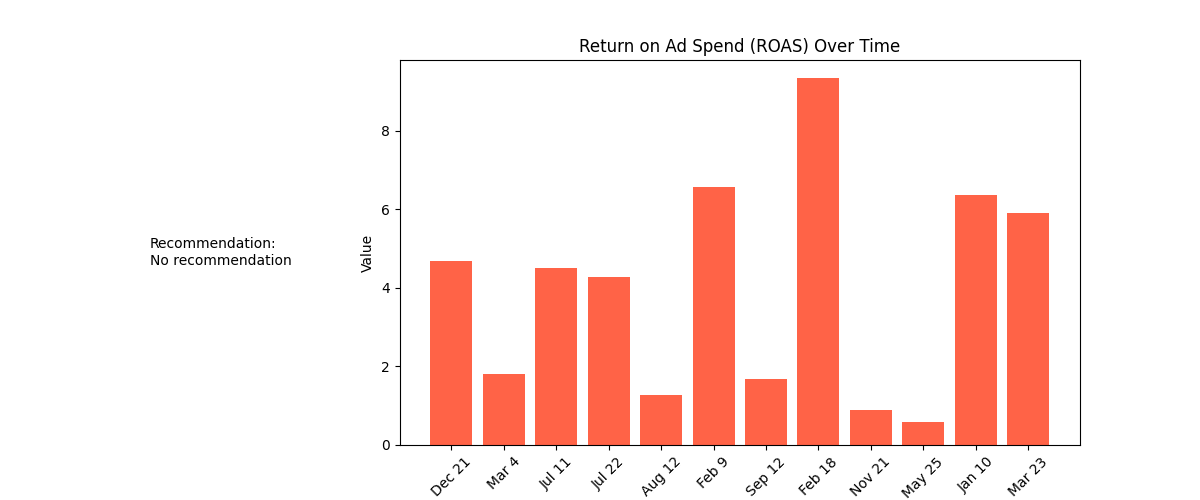 Return on Ad Spend (ROAS) Over Time
Recommendation:
No recommendation
Value
8
6
4
2
0
Dec 21
Mar 4
Jul 11
Jul 22
Aug 12
Feb 9
Sep 12
Feb 18
Nov 21
May 25
Jan 10
Mar 23